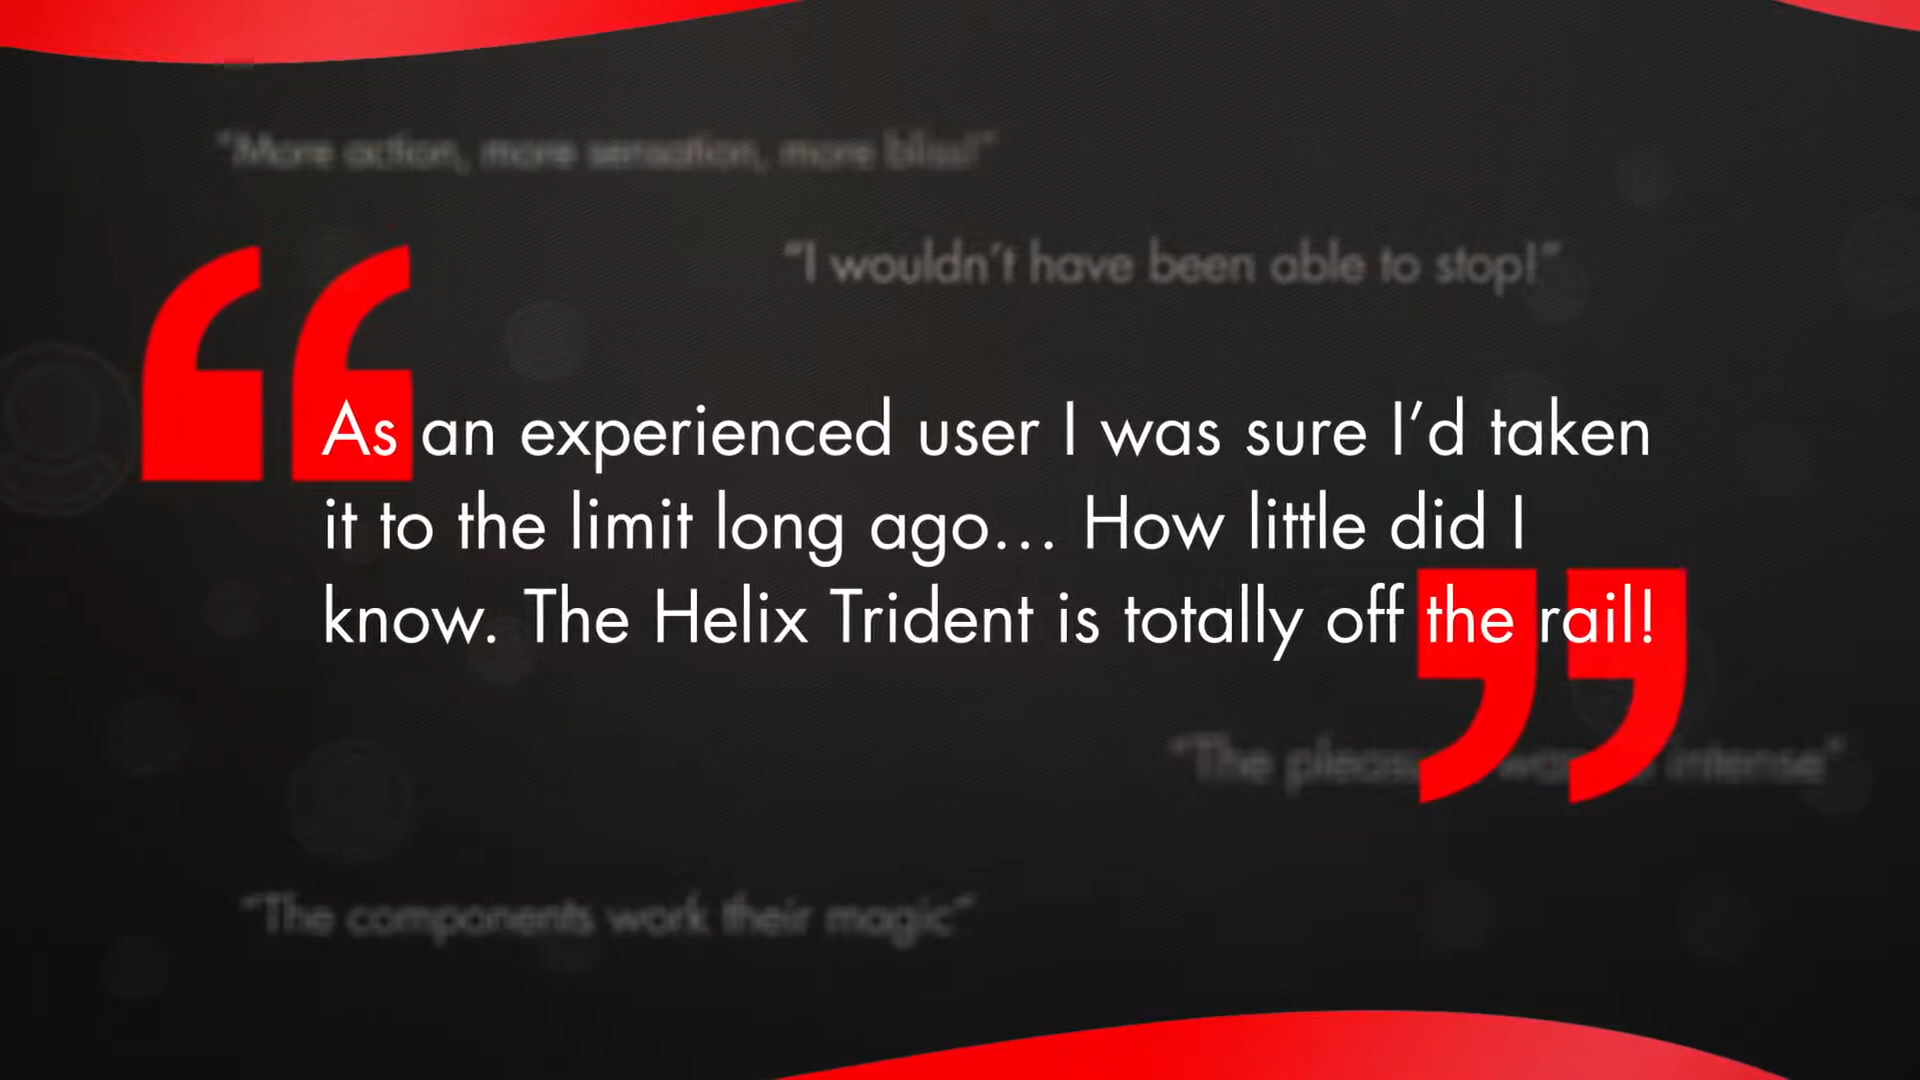 “More action, more sensation, more bliss!”
“I wouldn’t have been able to stop!”
“As an experienced user I was sure I’d taken
it to the limit long ago... How little did I
know. The Helix Trident is totally off the rail!”
“The intense”
“The components work their magic”